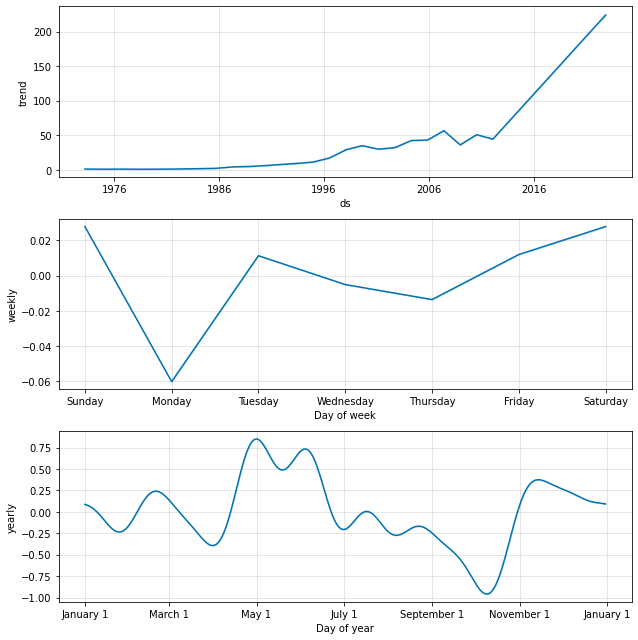 200
150
100
50
0
trend
1976 1986 1996 2006 2016
ds
0.02
0.00
−0.02
−0.04
−0.06
weekly
Sunday Monday Tuesday Wednesday Thursday Friday Saturday
Day of week
0.75
0.50
0.25
0.00
−0.25
−0.50
−0.75
−1.00
yearly
January 1 March 1 May 1 July 1 September 1 November 1 January 1
Day of year